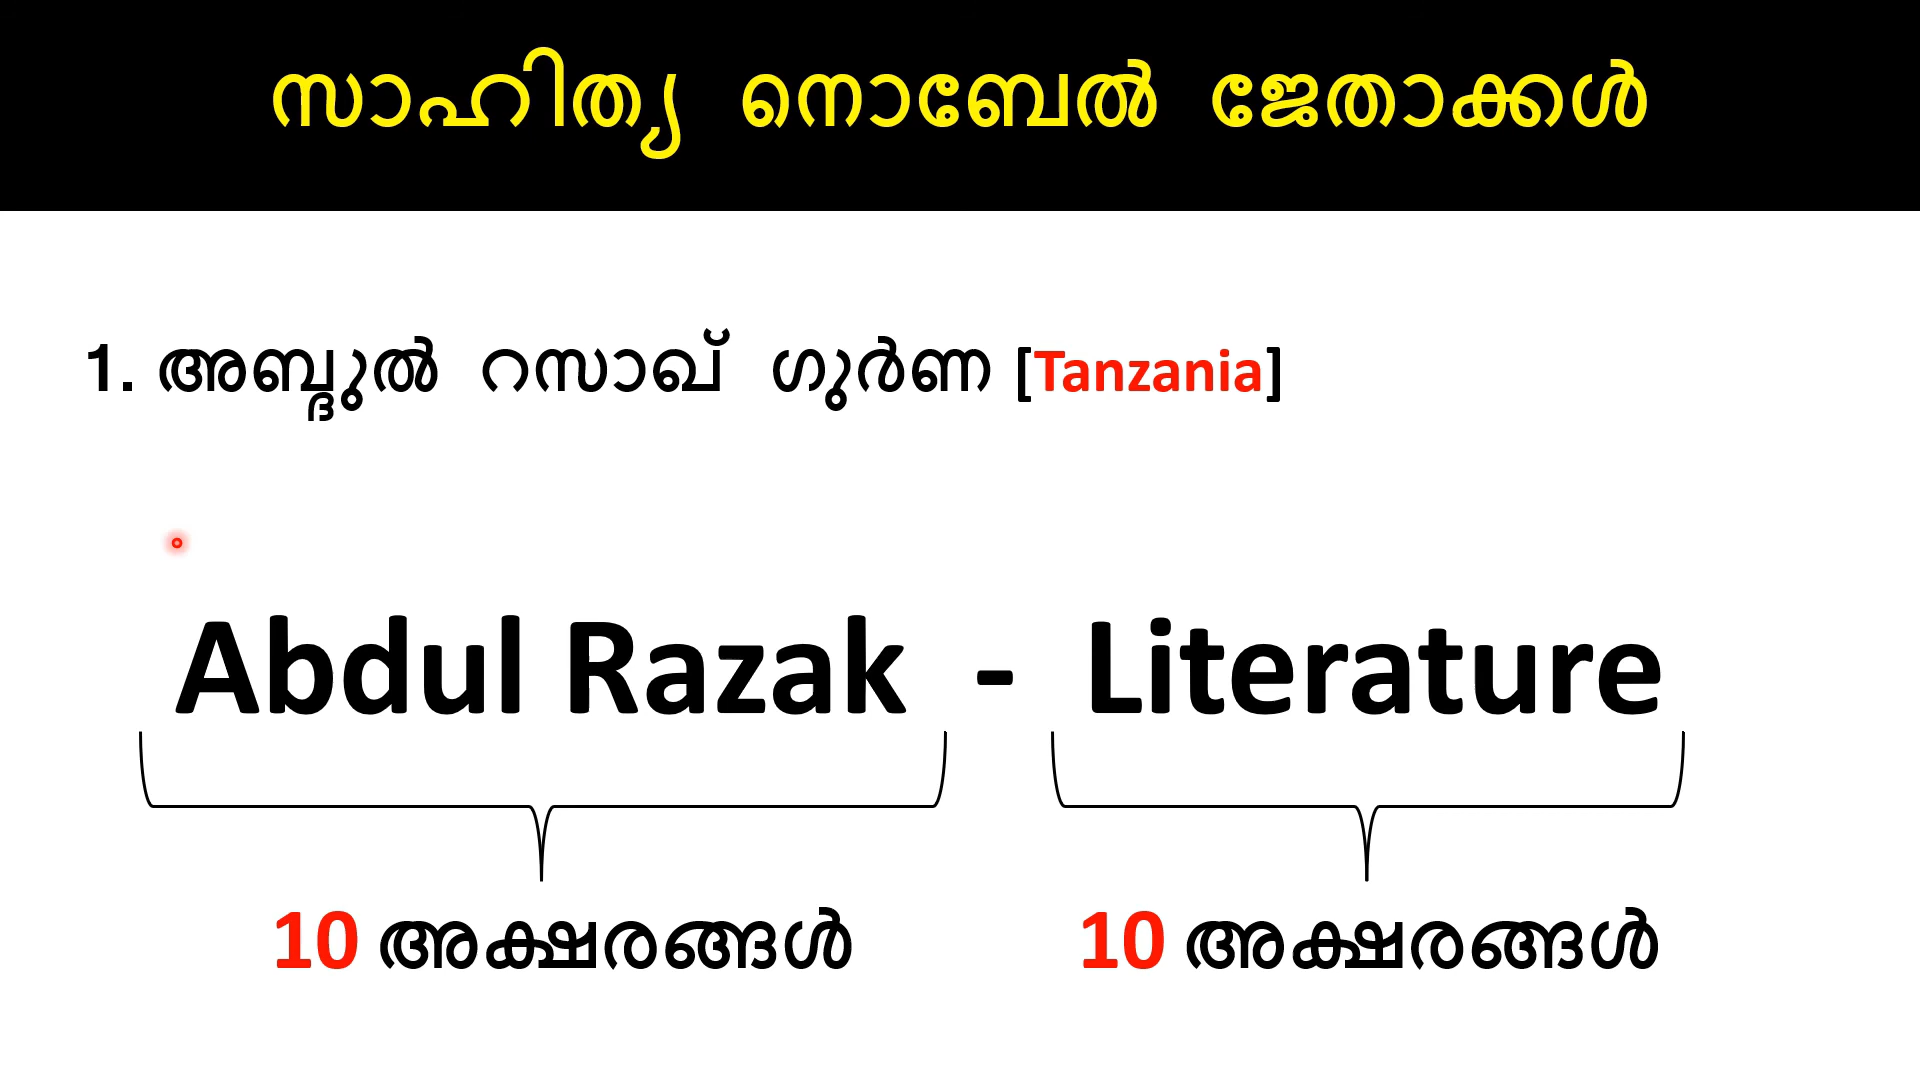 സാഹിത്യ നൊബേൽ ജേതാക്കൾ
1. അബ്ദുൽ റസാഖ് ഗുർണ [Tanzania]
Abdul Razak - Literature
10 അക്ഷരങ്ങൾ 10 അക്ഷരങ്ങൾ